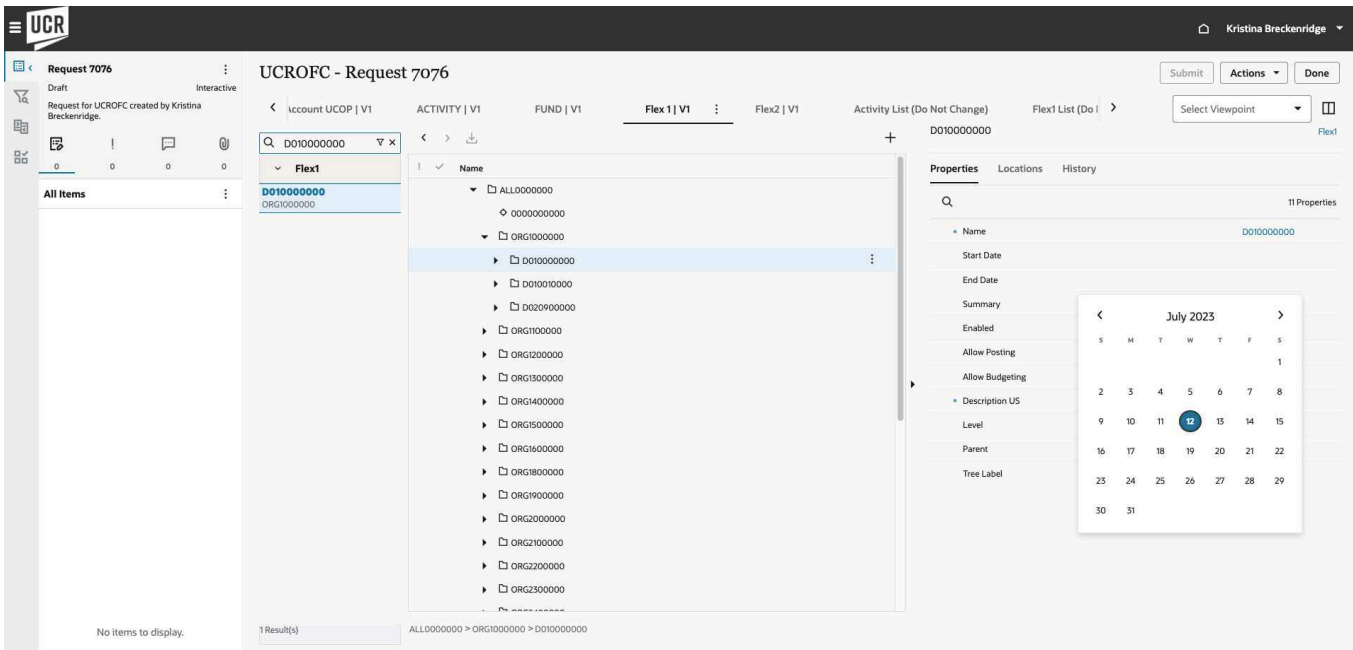 UCR
Kristina Breckenridge
Request 7076
Draft
Interactive
Request for UCROFC created by Kristina
Breckenridge.
0
0
0
0
All Items
No items to display.
UCROFC - Request 7076
Submit
Actions
Done
Account UCOP | V1
ACTIVITY | V1
FUND | V1
Flex 1 | V1
Flex2 | V1
Activity List (Do Not Change)
Flex1 List (Do
Select Viewpoint
D010000000
Flex1
D010000000
ORG1000000
1 Result(s)
Name
ALL0000000
0000000000
ORG1000000
D010000000
D010010000
D020900000
ORG1100000
ORG1200000
ORG1300000
ORG1400000
ORG1500000
ORG1600000
ORG1800000
ORG1900000
ORG2000000
ORG2100000
ORG2200000
ORG2300000
ALL0000000 > ORG1000000 > D010000000
D010000000
Flex1
Properties
Locations
History
11 Properties
Name
D010000000
Start Date
End Date
Summary
Enabled
Allow Posting
Allow Budgeting
Description US
Level
Parent
Tree Label
July 2023
S M T W T F S
1
2 3 4 5 6 7 8
9 10 11 12 13 14 15
16 17 18 19 20 21 22
23 24 25 26 27 28 29
30 31